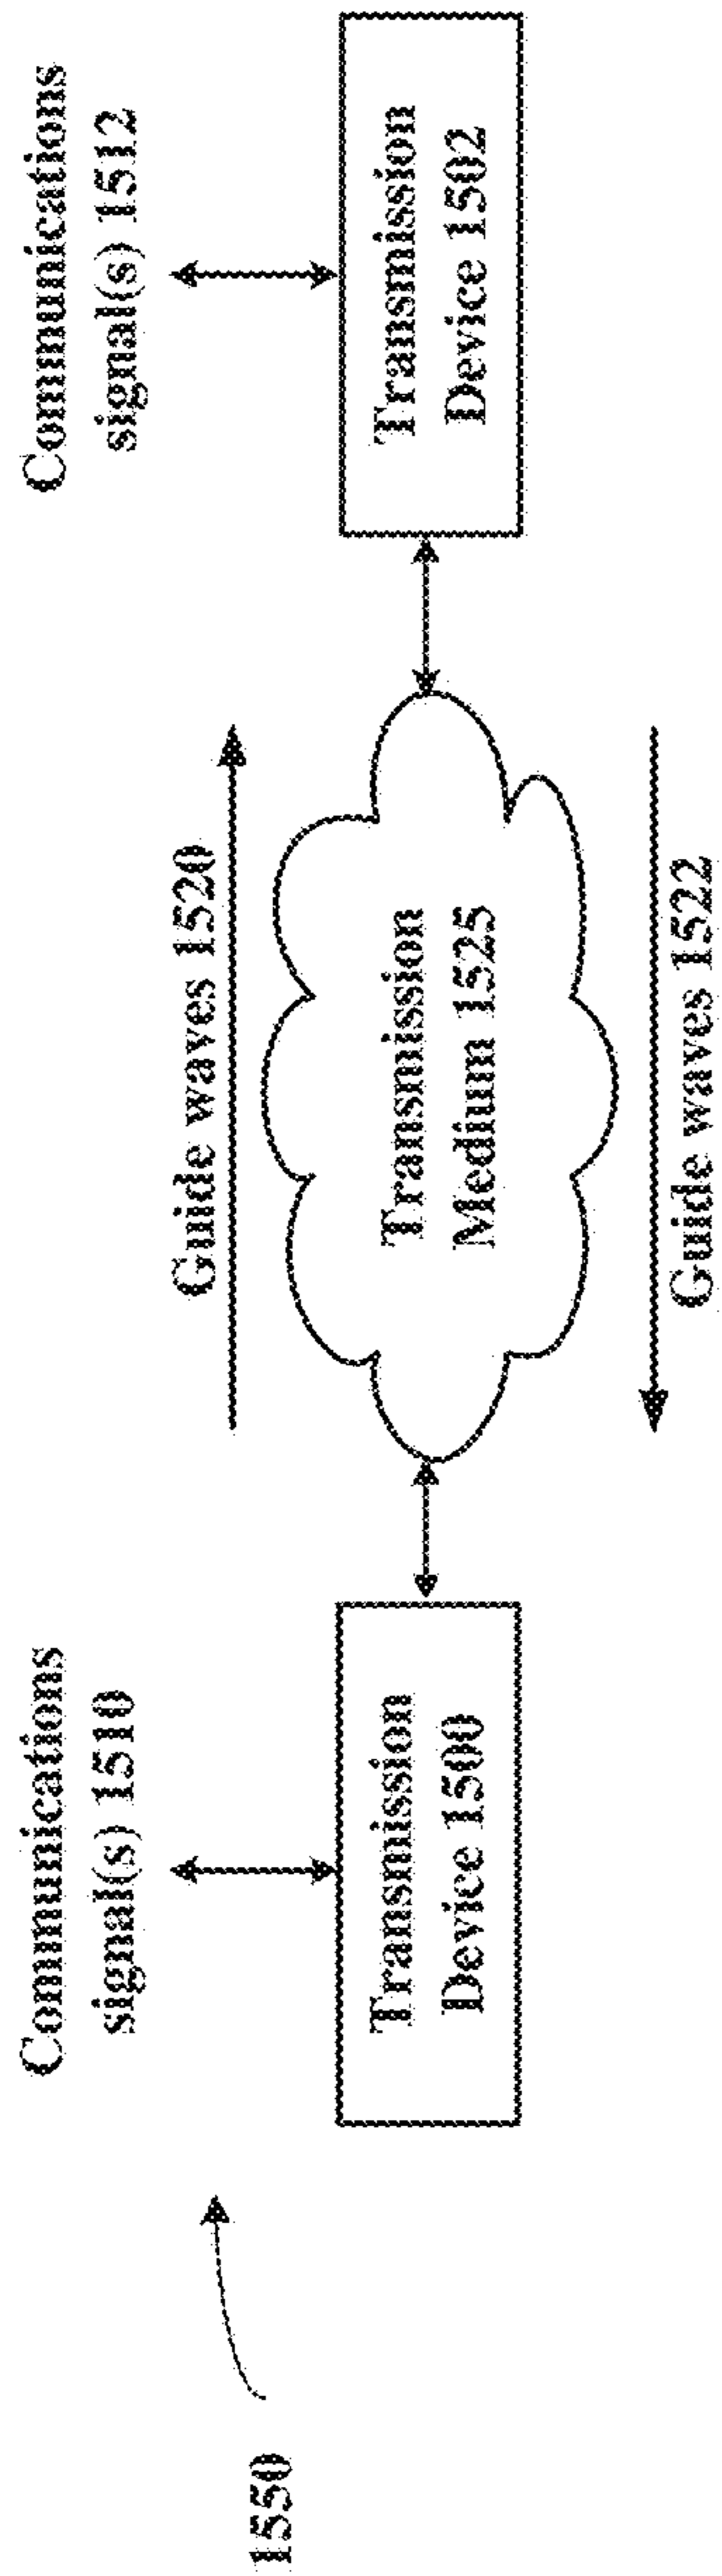 Communications
signal(s) 1510
Communications
signal(s) 1512
Guide waves 1520
Transmission
Device 1500
Transmission
Medium 1525
Transmission
Device 1502
Guide waves 1522
1550